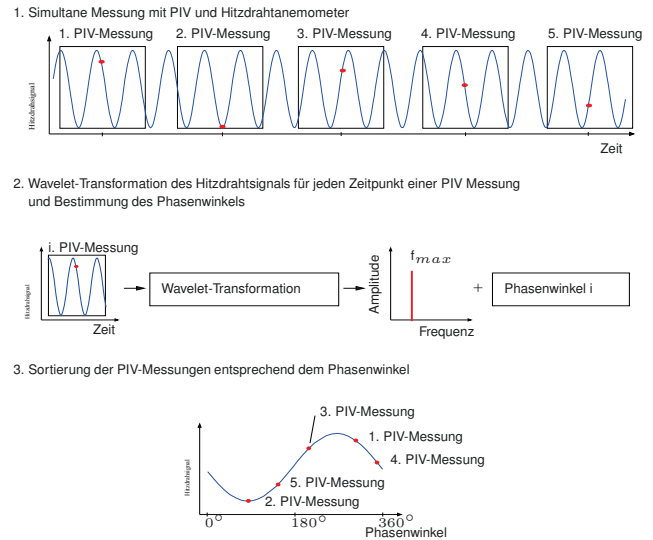 1. Simultane Messung mit PIV und Hitzdrahtanemometer
1. PIV-Messung 2. PIV-Messung 3. PIV-Messung 4. PIV-Messung 5. PIV-Messung
Hitzdrahtsignal
Zeit
2. Wavelet-Transformation des Hitzdrahtsignals für jeden Zeitpunkt einer PIV Messung
und Bestimmung des Phasenwinkels
i. PIV-Messung
Hitzdrahtsignal
Zeit
Wavelet-Transformation
Amplitude
fmax
Frequenz
+
Phasenwinkel i
3. Sortierung der PIV-Messungen entsprechend dem Phasenwinkel
3. PIV-Messung
1. PIV-Messung
4. PIV-Messung
Hitzdrahtsignal
5. PIV-Messung
2. PIV-Messung
0° 180° 360°
Phasenwinkel